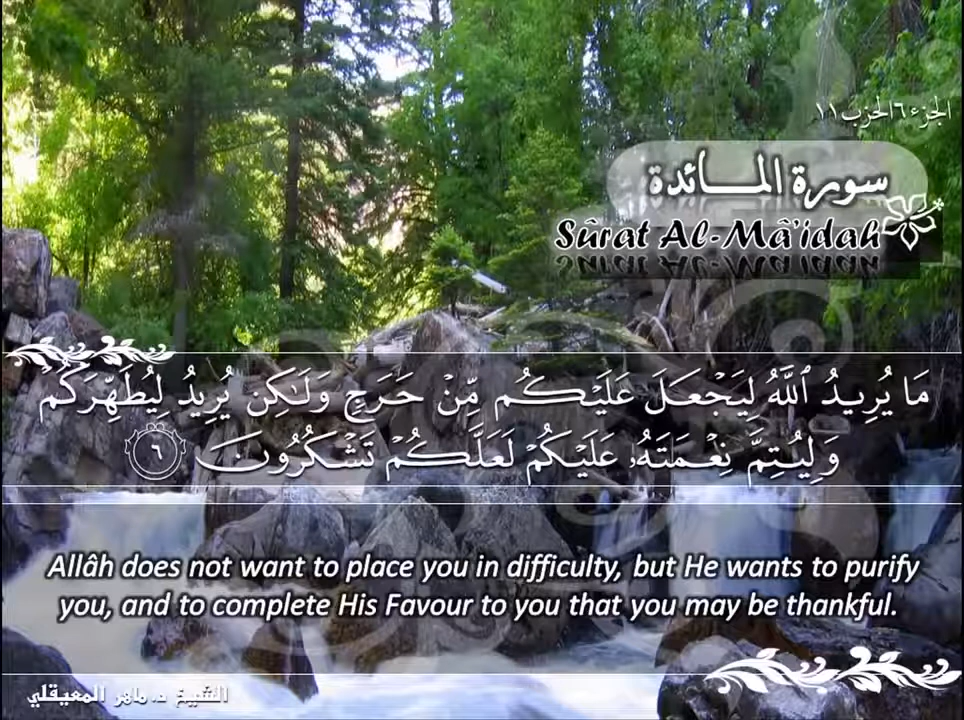 الجزء ٦ الحزب ١١
سورة المائدة
Sûrat Al-Mâ'idah
مَا يُرِيدُ ٱللَّهُ لِيَجْعَلَ عَلَيْكُم مِّنْ حَرَجٍ وَلَـٰكِن يُرِيدُ لِيُطَهِّرَكُمْ
وَلِيُتِمَّ نِعْمَتَهُۥ عَلَيْكُمْ لَعَلَّكُمْ تَشْكُرُونَ ٦
Allâh does not want to place you in difficulty, but He wants to purify
you, and to complete His Favour to you that you may be thankful.
الشيخ د. ماهر المعيقلي